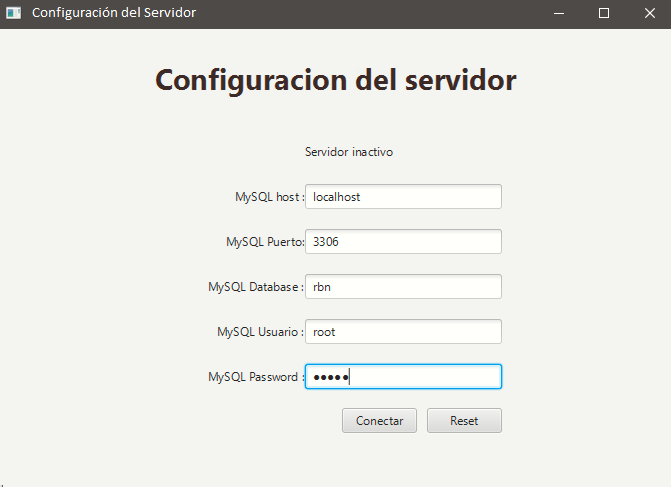 Configuración del Servidor
Configuracion del servidor
Servidor inactivo
MySQL host : localhost
MySQL Puerto: 3306
MySQL Database : rbn
MySQL Usuario : root
MySQL Password : •••••
Conectar Reset